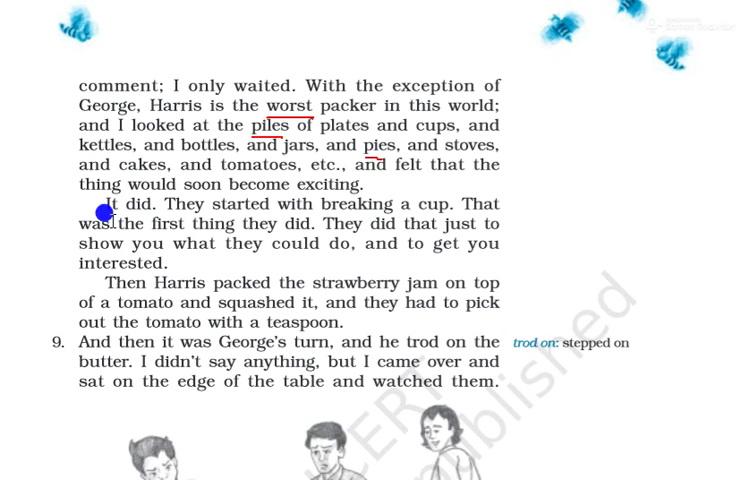 comment; I only waited. With the exception of
George, Harris is the worst packer in this world;
and I looked at the piles of plates and cups, and
kettles, and bottles, and jars, and pies, and stoves,
and cakes, and tomatoes, etc., and felt that the
thing would soon become exciting.
It did. They started with breaking a cup. That
was the first thing they did. They did that just to
show you what they could do, and to get you
interested.
Then Harris packed the strawberry jam on top
of a tomato and squashed it, and they had to pick
out the tomato with a teaspoon.
9. And then it was George's turn, and he trod on the
butter. I didn't say anything, but I came over and
sat on the edge of the table and watched them.
trod on: stepped on
NCERT
published